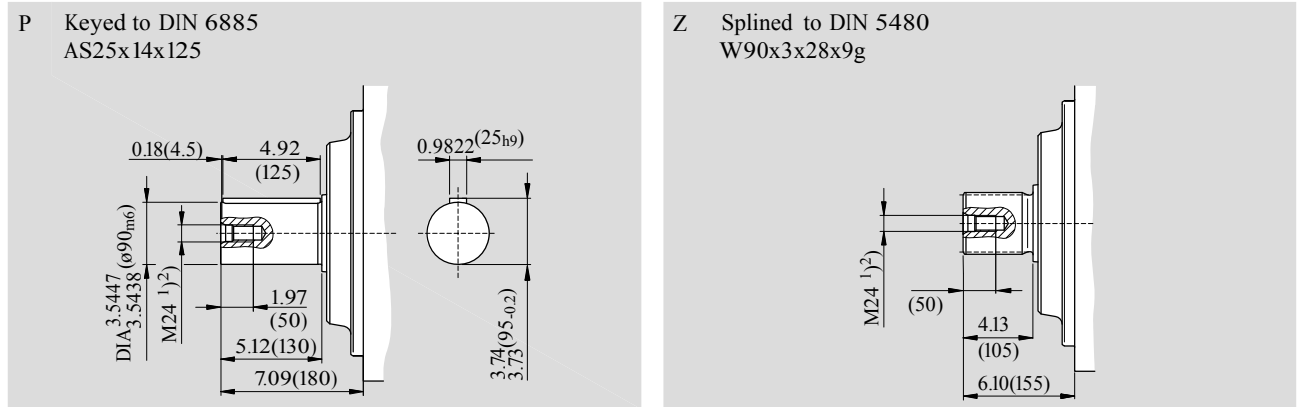 P Keyed to DIN 6885
AS25x14x125
0.18(4.5)
4.92
(125)
0.9822(25h9)
DIA 3.5447
3.5438 (ø90m6)
M24 1)2)
1.97
(50)
5.12(130)
7.09(180)
3.74
3.73 (95-0.2)
Z Splined to DIN 5480
W90x3x28x9g
M24 1)2)
(50)
4.13
(105)
6.10(155)